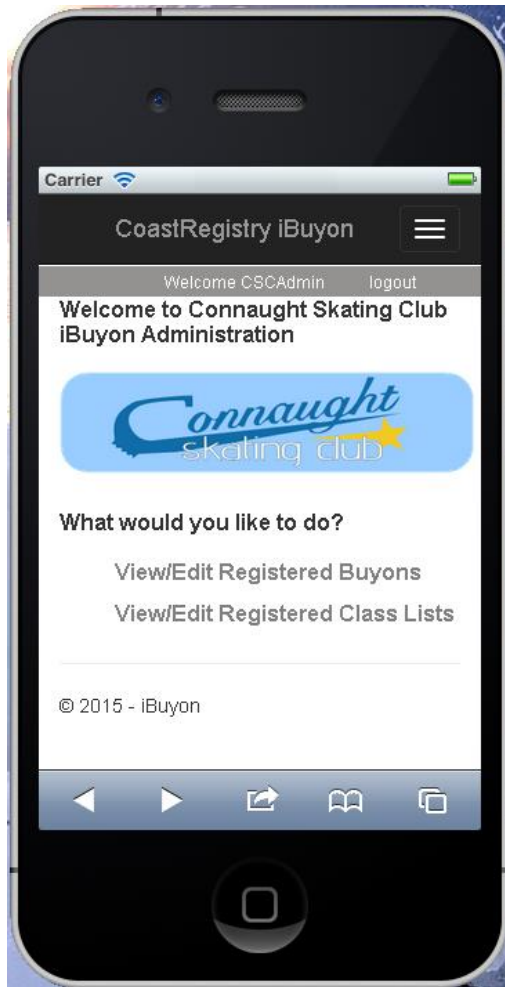 Carrier
CoastRegistry iBuyon
Welcome CSCAdmin logout
Welcome to Connaught Skating Club
iBuyon Administration
Connaught
skating club
What would you like to do?
View/Edit Registered Buyons
View/Edit Registered Class Lists
© 2015 - iBuyon